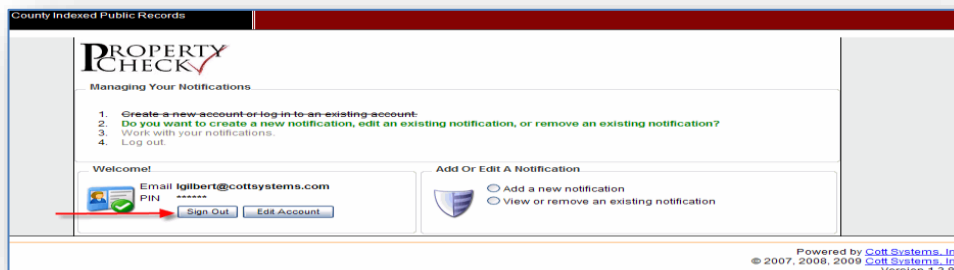 County Indexed Public Records
PROPERTY
CHECK
Managing Your Notifications
1. Create a new account or log in to an existing account.
2. Do you want to create a new notification, edit an existing notification, or remove an existing notification?
3. Work with your notifications.
4. Log out.
Welcome!
Email lgilbert@cottsystems.com
PIN ******
Sign Out Edit Account
Add Or Edit A Notification
Add a new notification
View or remove an existing notification
Powered by Cott Systems, In
© 2007, 2008, 2009 Cott Systems, In